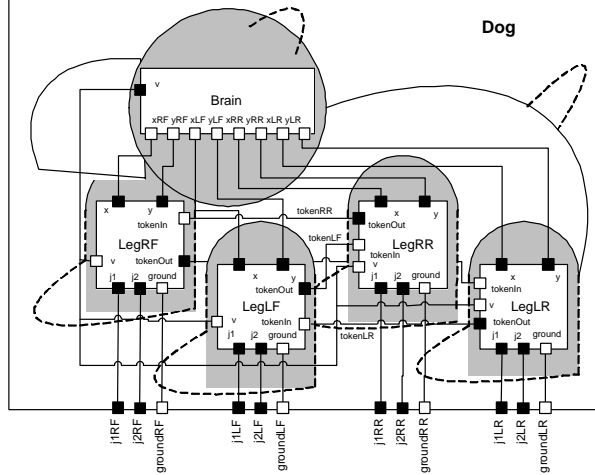 Dog
v
Brain
xRF yRF xLF yLF xRR yRR xLR yLR
x y
tokenIn
LegRF
tokenOut
v
j1 j2 ground
tokenRR
x y
tokenOut
LegRR
tokenLF
v
j1 j2 ground
tokenIn
x y
tokenOut
LegLF
v
tokenIn
j1 j2 ground
tokenLR
x y
tokenIn
LegLR
v
tokenOut
j1 j2 ground
j1RF
j2RF
groundRF
j1LF
j2LF
groundLF
j1RR
j2RR
groundRR
j1LR
j2LR
groundLR